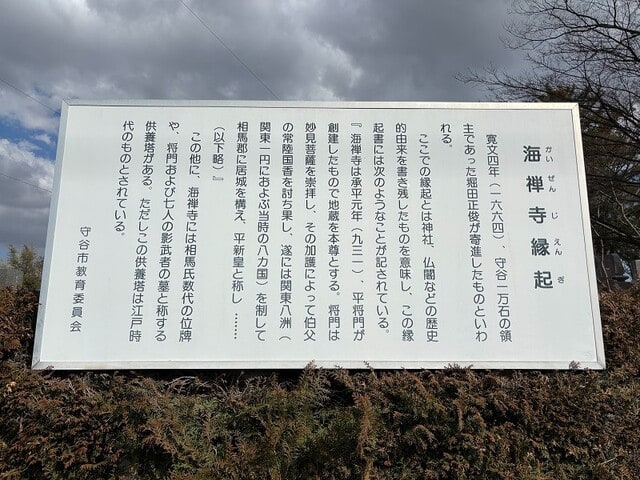 海禅寺縁起
かいぜんじえんぎ
寛文四年(一六六四)、守谷一万石の領
主であった堀田正俊が寄進したものといわ
れる。
ここでの縁起とは神社、仏閣などの歴史
的由来を書き残したものを意味し、この縁
起書には次のようなことが記されている。
『海禅寺は承平元年(九三一)、平将門が
創建したもので地蔵を本尊とする。将門は
妙見菩薩を崇拝し、その加護によって伯父
の常陸国香を討ち果し、遂には関東八洲(
関東一円におよぶ当時の八カ国)を制して
相馬郡に居城を構え、平新皇と称し……
(以下略)』
この他に、海禅寺には相馬氏数代の位牌
や、将門および七人の影武者の墓と称する
供養塔がある。ただしこの供養塔は江戸時
代のものとされている。
守谷市教育委員会